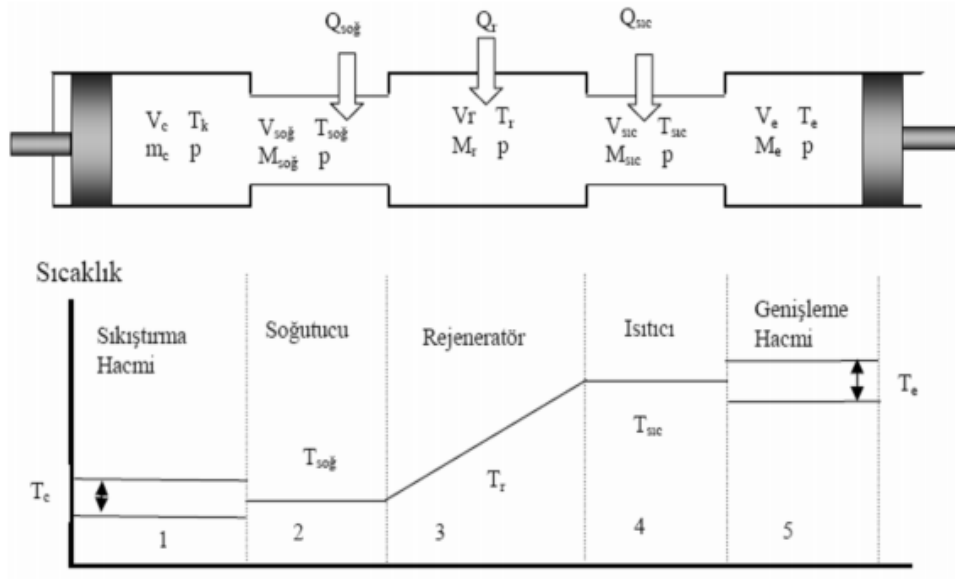 Qsoğ Qr Qsıc
Vc Tk
mc p
Vsoğ Tsoğ
Msoğ p
Vr Tr
Mr p
Vsıc Tsıc
Msıc p
Ve Te
Me p
Sıcaklık
Sıkıştırma
Hacmi
Soğutucu
Rejeneratör
Isıtıcı
Genişleme
Hacmi
Te
Tsıc
Tsoğ
Tr
Tc
1 2 3 4 5